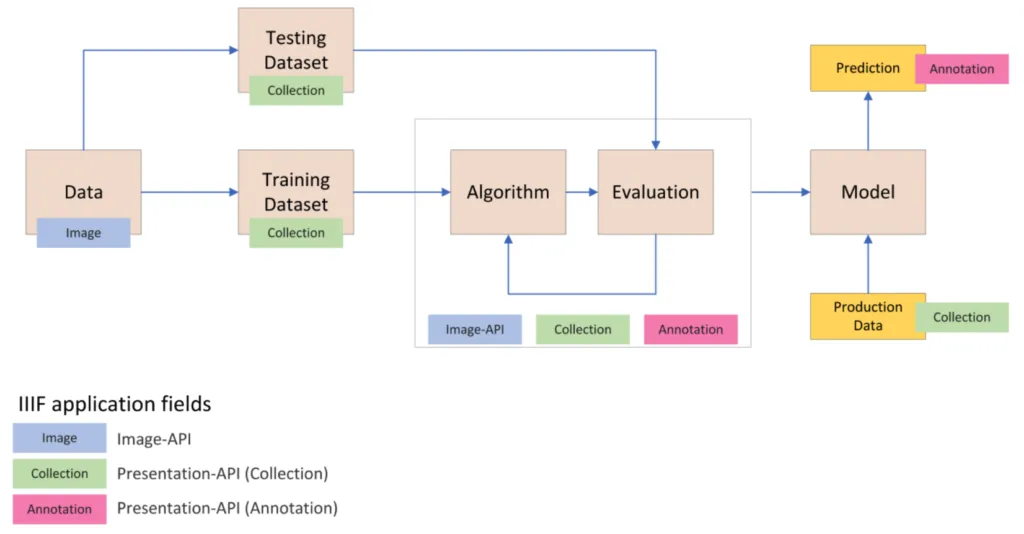 Testing
Dataset
Collection
Prediction
Annotation
Data
Image
Training
Dataset
Collection
Algorithm
Evaluation
Model
Image-API
Collection
Annotation
Production
Data
Collection
IIIF application fields
Image
Image-API
Collection
Presentation-API (Collection)
Annotation
Presentation-API (Annotation)